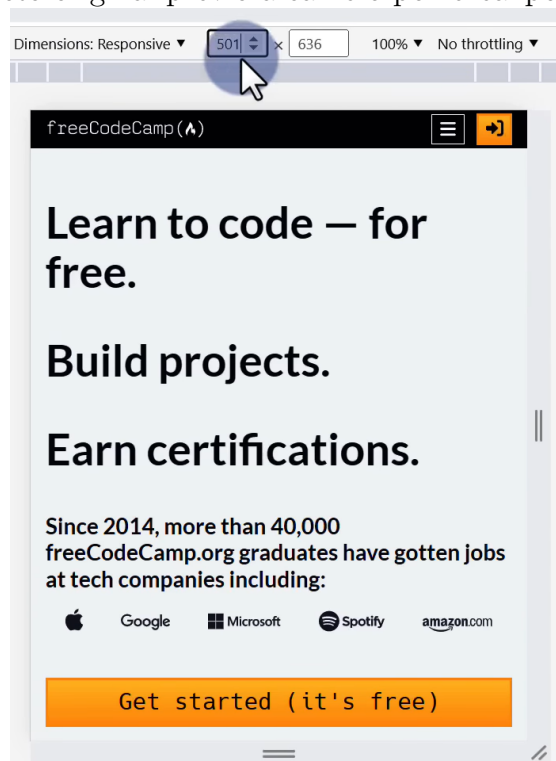 Dimensions: Responsive ▼ 501 × 636 100% ▼ No throttling ▼
freeCodeCamp(🔥)
Learn to code — for
free.
Build projects.
Earn certifications.
Since 2014, more than 40,000
freeCodeCamp.org graduates have gotten jobs
at tech companies including:
Google Microsoft Spotify amazon.com
Get started (it's free)